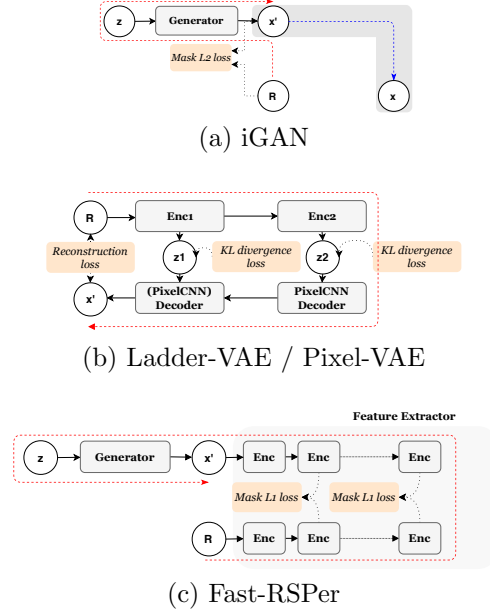 z
Generator
x'
Mask L2 loss
R
x
(a) iGAN
R
Enc1
Enc2
Reconstruction
loss
z1
KL divergence
loss
z2
KL divergence
loss
x'
(PixelCNN)
Decoder
PixelCNN
Decoder
(b) Ladder-VAE / Pixel-VAE
Feature Extractor
z
Generator
x'
Enc
Enc
Enc
Mask L1 loss
Mask L1 loss
R
Enc
Enc
Enc
(c) Fast-RSPer